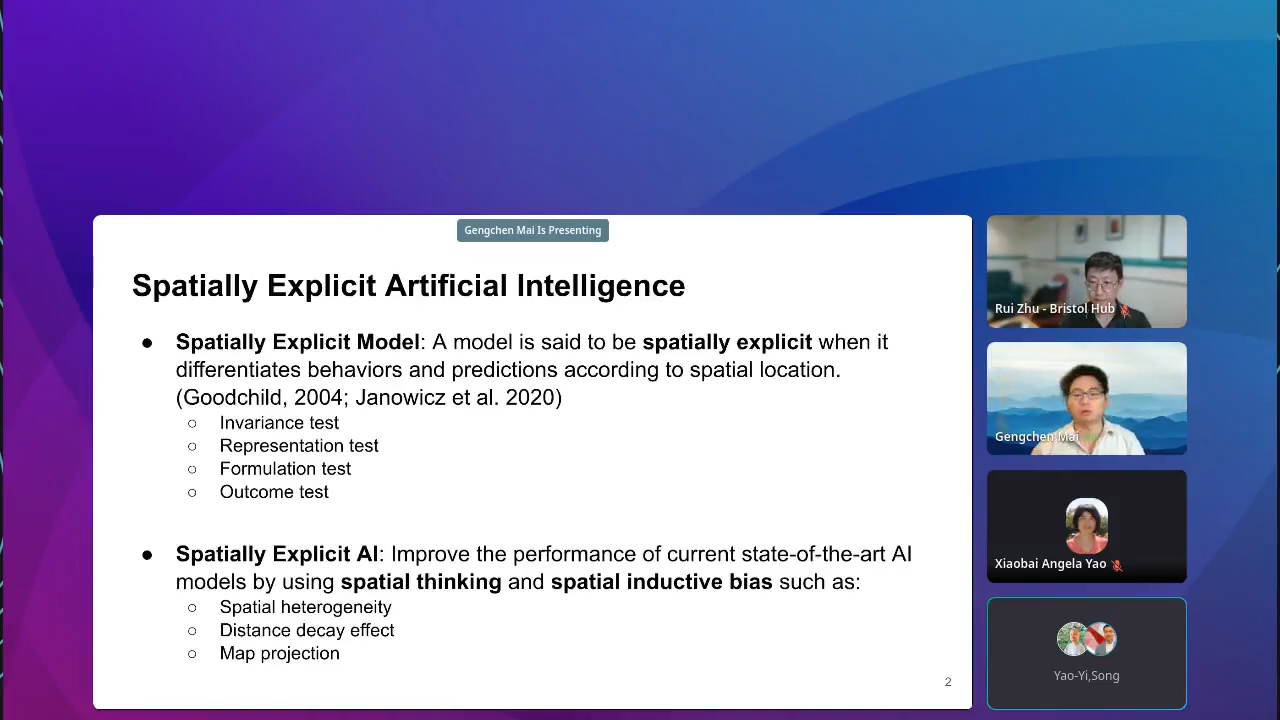 Gengchen Mai Is Presenting
Spatially Explicit Artificial Intelligence
● Spatially Explicit Model: A model is said to be spatially explicit when it
differentiates behaviors and predictions according to spatial location.
(Goodchild, 2004; Janowicz et al. 2020)
○ Invariance test
○ Representation test
○ Formulation test
○ Outcome test
● Spatially Explicit AI: Improve the performance of current state-of-the-art AI
models by using spatial thinking and spatial inductive bias such as:
○ Spatial heterogeneity
○ Distance decay effect
○ Map projection
2
Rui Zhu - Bristol Hub
Gengchen Mai
Xiaobai Angela Yao
Yao-Yi,Song